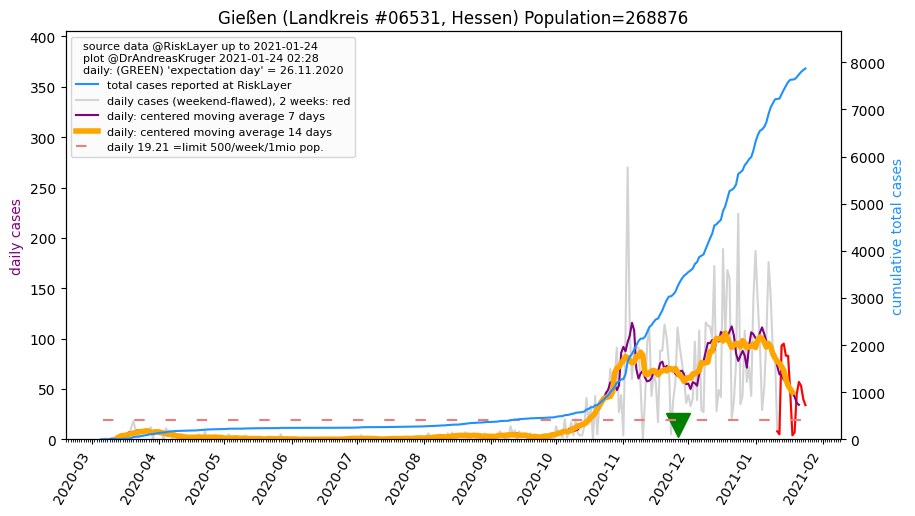 Gießen (Landkreis #06531, Hessen) Population=268876
source data @RiskLayer up to 2021-01-24
plot @DrAndreasKruger 2021-01-24 02:28
daily: (GREEN) 'expectation day' = 26.11.2020
total cases reported at RiskLayer
daily cases (weekend-flawed), 2 weeks: red
daily: centered moving average 7 days
daily: centered moving average 14 days
daily 19.21 =limit 500/week/1mio pop.
daily cases
400
350
300
250
200
150
100
50
0
cumulative total cases
8000
7000
6000
5000
4000
3000
2000
1000
0
2020-03
2020-04
2020-05
2020-06
2020-07
2020-08
2020-09
2020-10
2020-11
2020-12
2021-01
2021-02